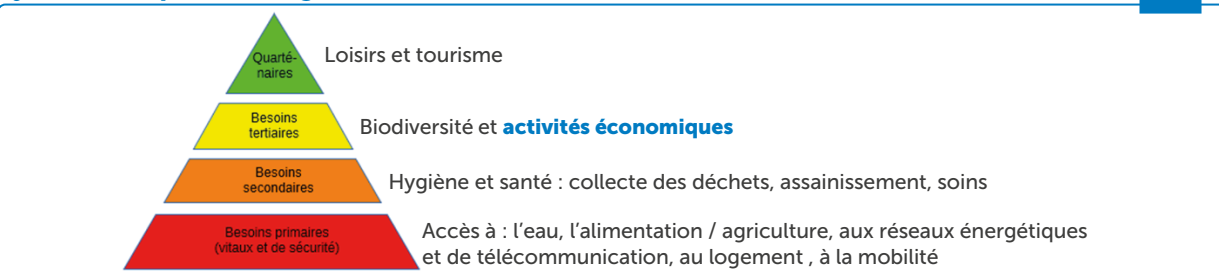 Quarté-
naires
Loisirs et tourisme
Besoins
tertiaires
Biodiversité et activités économiques
Besoins
secondaires
Hygiène et santé : collecte des déchets, assainissement, soins
Besoins primaires
(vitaux et de sécurité)
Accès à : l'eau, l'alimentation / agriculture, aux réseaux énergétiques
et de télécommunication, au logement , à la mobilité